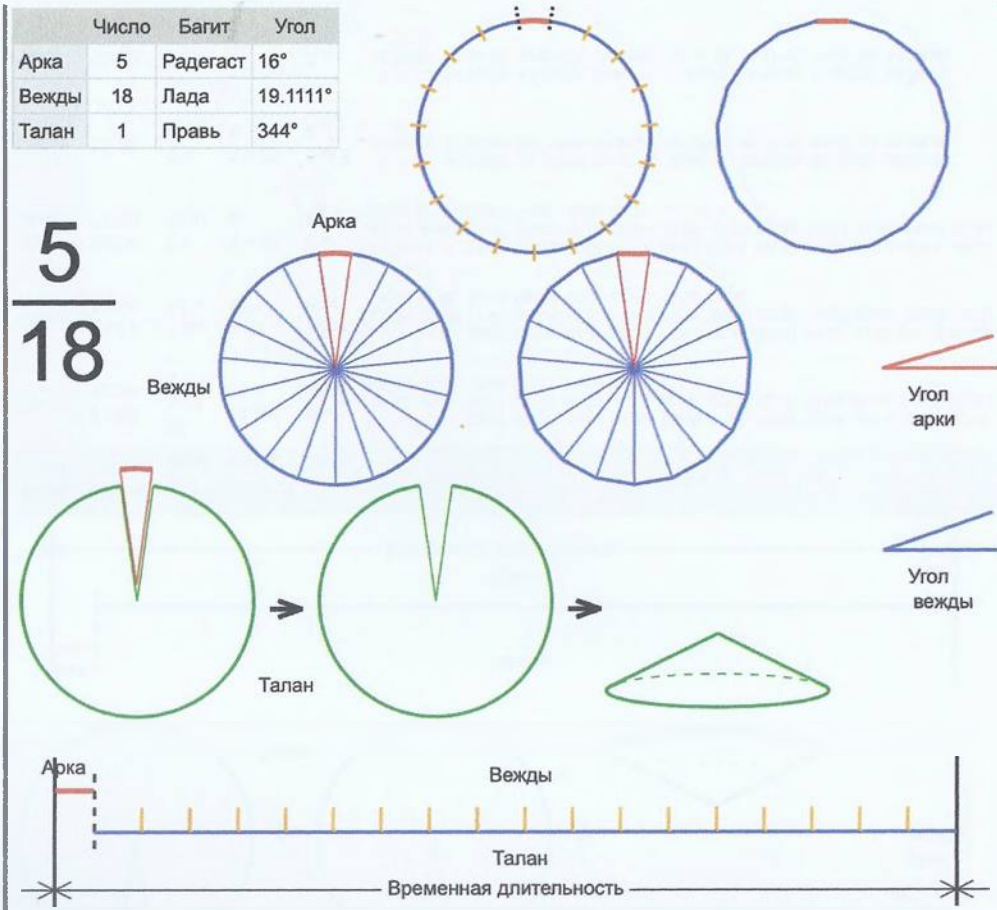 Число Багит Угол
Арка 5 Радегаст 16°
Вежды 18 Лада 19.1111°
Талан 1 Правь 344°
Арка
5
18
Вежды
Угол
арки
Угол
вежды
Талан
Арка
Вежды
Талан
Временная длительность